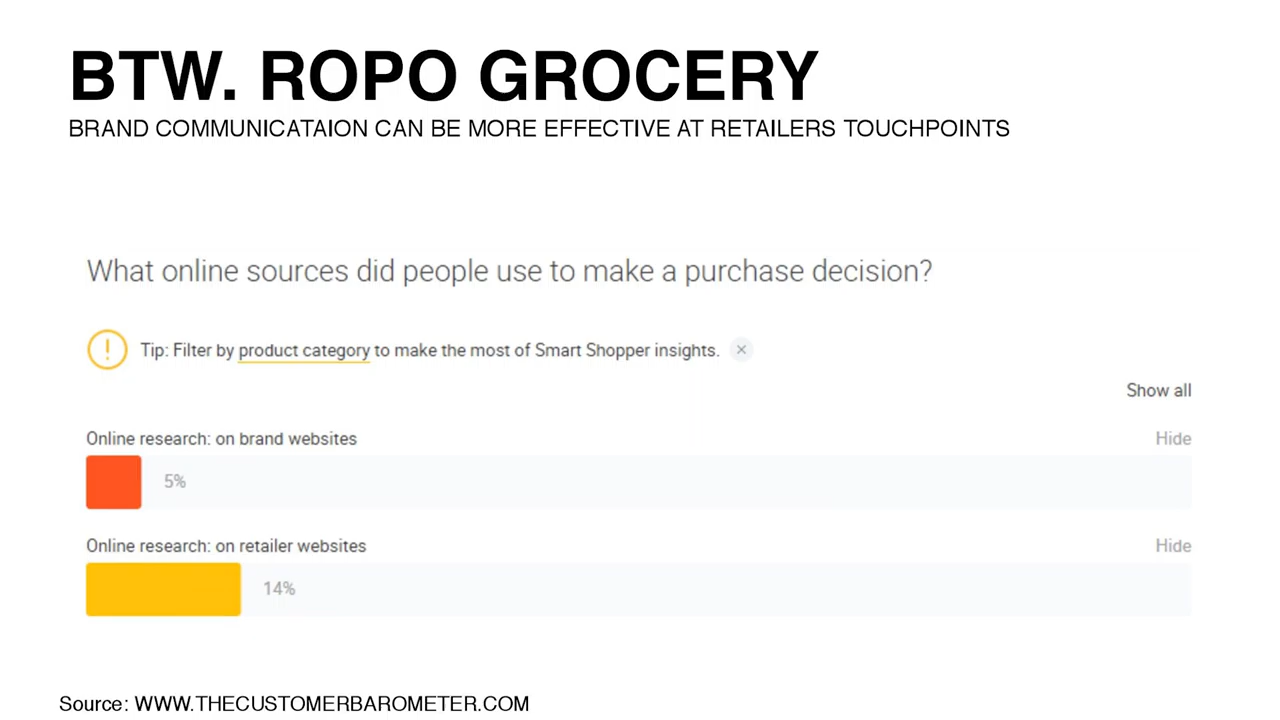 BTW. ROPO GROCERY
BRAND COMMUNICATAION CAN BE MORE EFFECTIVE AT RETAILERS TOUCHPOINTS
What online sources did people use to make a purchase decision?
! Tip: Filter by product category to make the most of Smart Shopper insights. ×
Show all
Online research: on brand websites Hide
5%
Online research: on retailer websites Hide
14%
Source: WWW.THECUSTOMERBAROMETER.COM